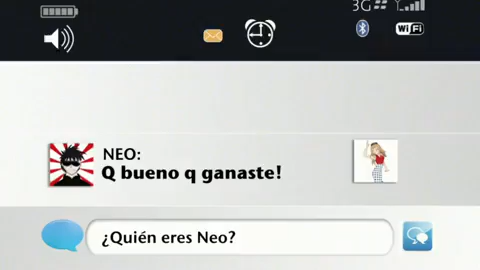 3G
WiFi
NEO:
Q bueno q ganaste!
¿Quién eres Neo?